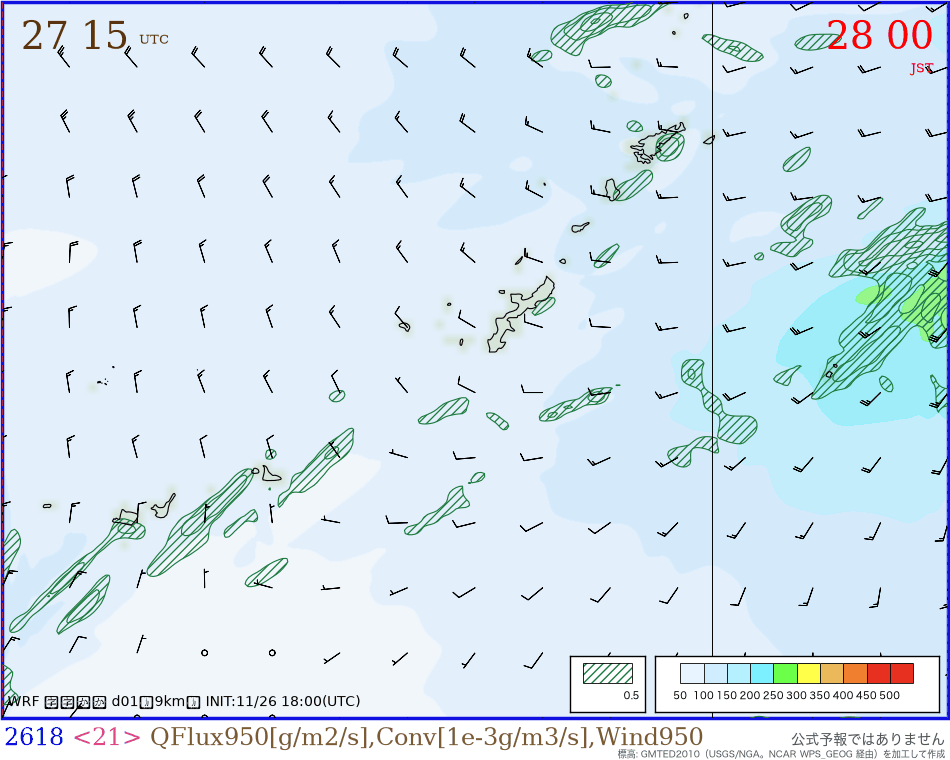 27 15 UTC
28 00
JST
WRF d01 9km INIT:11/26 18:00(UTC)
0.5
50 100 150 200 250 300 350 400 450 500
2618 <21> QFlux950[g/m2/s],Conv[1e-3g/m3/s],Wind950
公式予報ではありません
標高: GMTED2010（USGS/NGA。NCAR WPS_GEOG 経由）を加工して作成